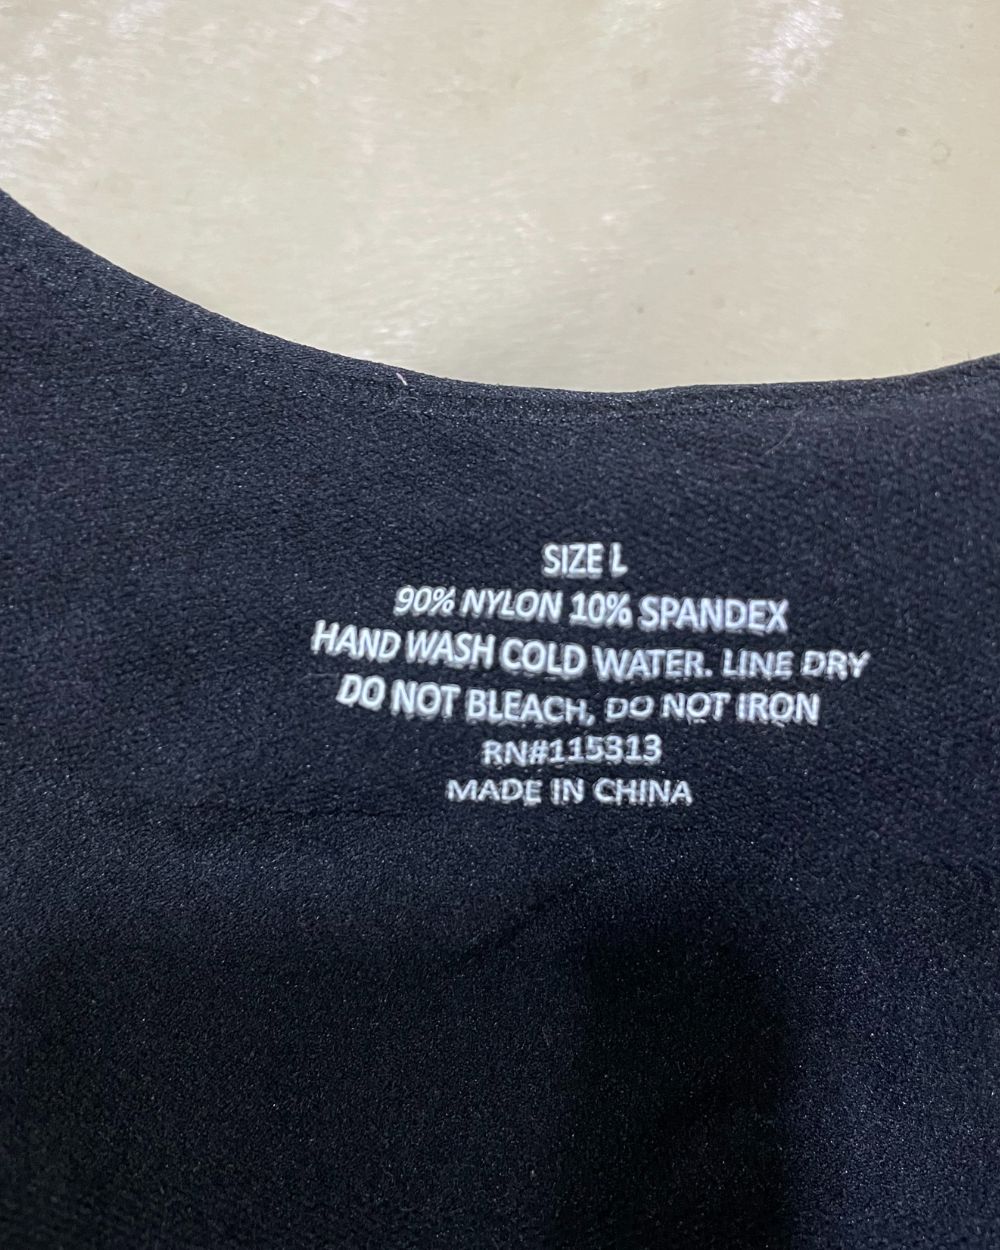 SIZE L
90% NYLON 10% SPANDEX
HAND WASH COLD WATER. LINE DRY
DO NOT BLEACH, DO NOT IRON
RN#115313
MADE IN CHINA